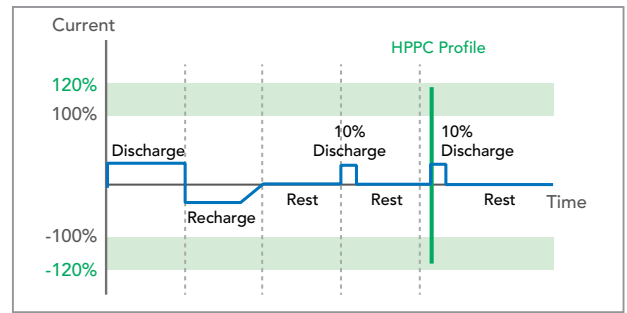 Current
HPPC Profile
120%
100%
10%
10%
Discharge
Discharge
Discharge
Rest
Rest
Rest
Time
Recharge
-100%
-120%